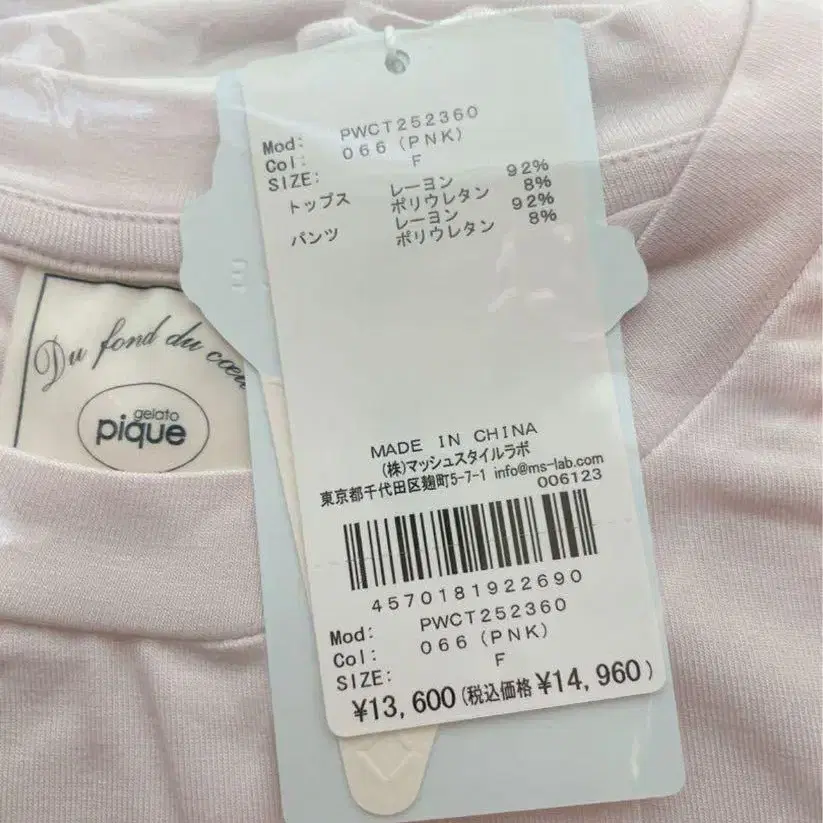 Mod: PWCT252360
Col: 066 (PNK)
SIZE: F
トップス レーヨン 92%
ポリウレタン 8%
パンツ レーヨン 92%
ポリウレタン 8%
Du fond du cœur
gelato
pique
MADE IN CHINA
(株)マッシュスタイルラボ
東京都千代田区麹町5-7-1 info@ms-lab.com
006123
4570181922690
Mod: PWCT252360
Col: 066 (PNK)
SIZE: F
¥13,600(税込価格¥14,960)